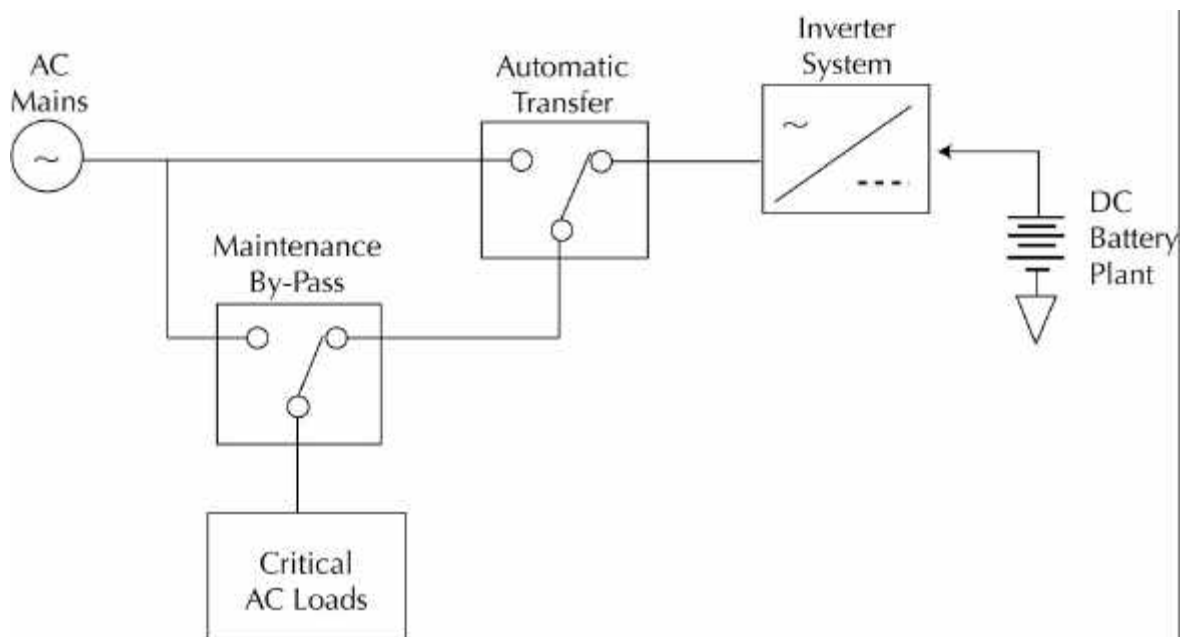 AC
Mains
Automatic
Transfer
Inverter
System
DC
Battery
Plant
Maintenance
By-Pass
Critical
AC Loads